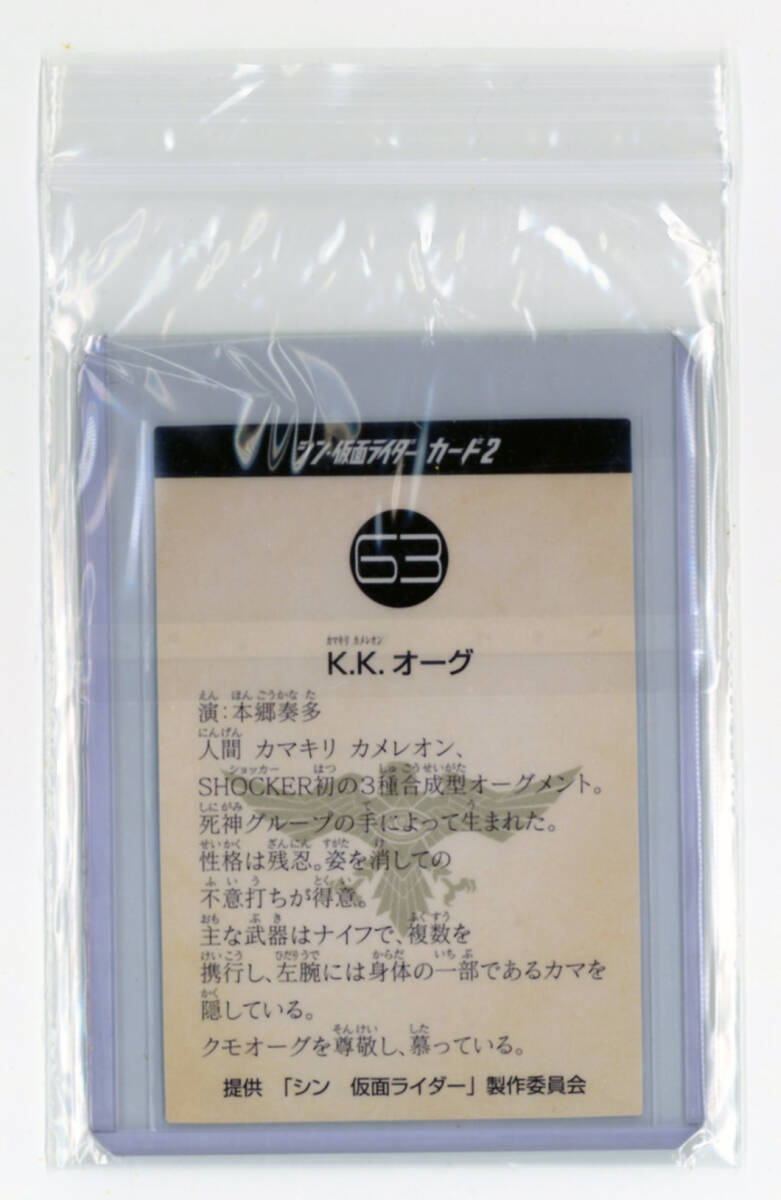 シン・仮面ライダー カード2
63
カマキリ カメレオン
K.K. オーグ
えん ほんごうかなた
演：本郷奏多
にんげん
人間 カマキリ カメレオン、
ショッカー はつ しゅごうせいがた
SHOCKER初の3種合成型オーグメント。
しにがみ て う
死神グループの手によって生まれた。
せいかく ざんにん すがた け
性格は残忍。姿を消しての
ふいう とくい
不意打ちが得意。
おも ぶき ふくすう
主な武器はナイフで、複数を
けいこう ひだりうで からだ いちぶ
携行し、左腕には身体の一部であるカマを
かく
隠している。
そんけい した
クモオーグを尊敬し、慕っている。
提供 「シン 仮面ライダー」製作委員会